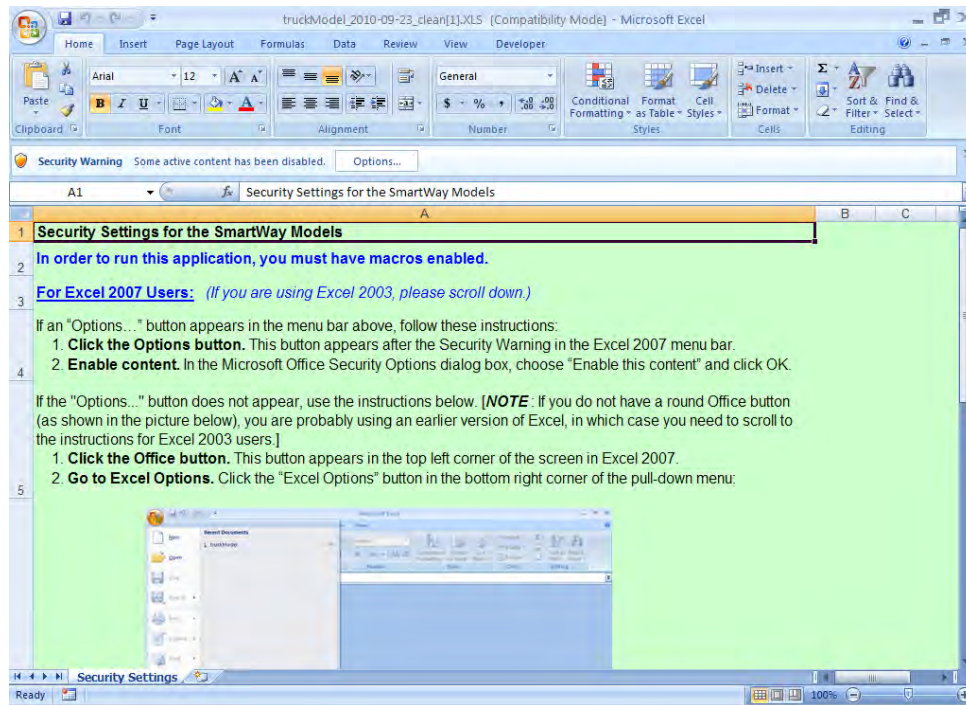 truckModel_2010-09-23_clean[1].XLS [Compatibility Mode] - Microsoft Excel
Home Insert Page Layout Formulas Data Review View Developer
Arial 12 A A General Insert Σ
Paste B I U A $ % , Conditional Formatting Format as Table Cell Styles Delete Format Sort & Filter Find & Select
Clipboard Font Alignment Number Styles Cells Editing
Security Warning Some active content has been disabled. Options...
A1 fx Security Settings for the SmartWay Models
A B C
1 Security Settings for the SmartWay Models
2 In order to run this application, you must have macros enabled.
3 For Excel 2007 Users: (If you are using Excel 2003, please scroll down.)
If an "Options…" button appears in the menu bar above, follow these instructions:
1. Click the Options button. This button appears after the Security Warning in the Excel 2007 menu bar.
4 2. Enable content. In the Microsoft Office Security Options dialog box, choose "Enable this content" and click OK.
If the "Options..." button does not appear, use the instructions below. [NOTE: If you do not have a round Office button
(as shown in the picture below), you are probably using an earlier version of Excel, in which case you need to scroll to
the instructions for Excel 2003 users.]
1. Click the Office button. This button appears in the top left corner of the screen in Excel 2007.
5 2. Go to Excel Options. Click the "Excel Options" button in the bottom right corner of the pull-down menu:
Recent Documents
New
1 truckModel
Open
Security Settings
Ready 100%